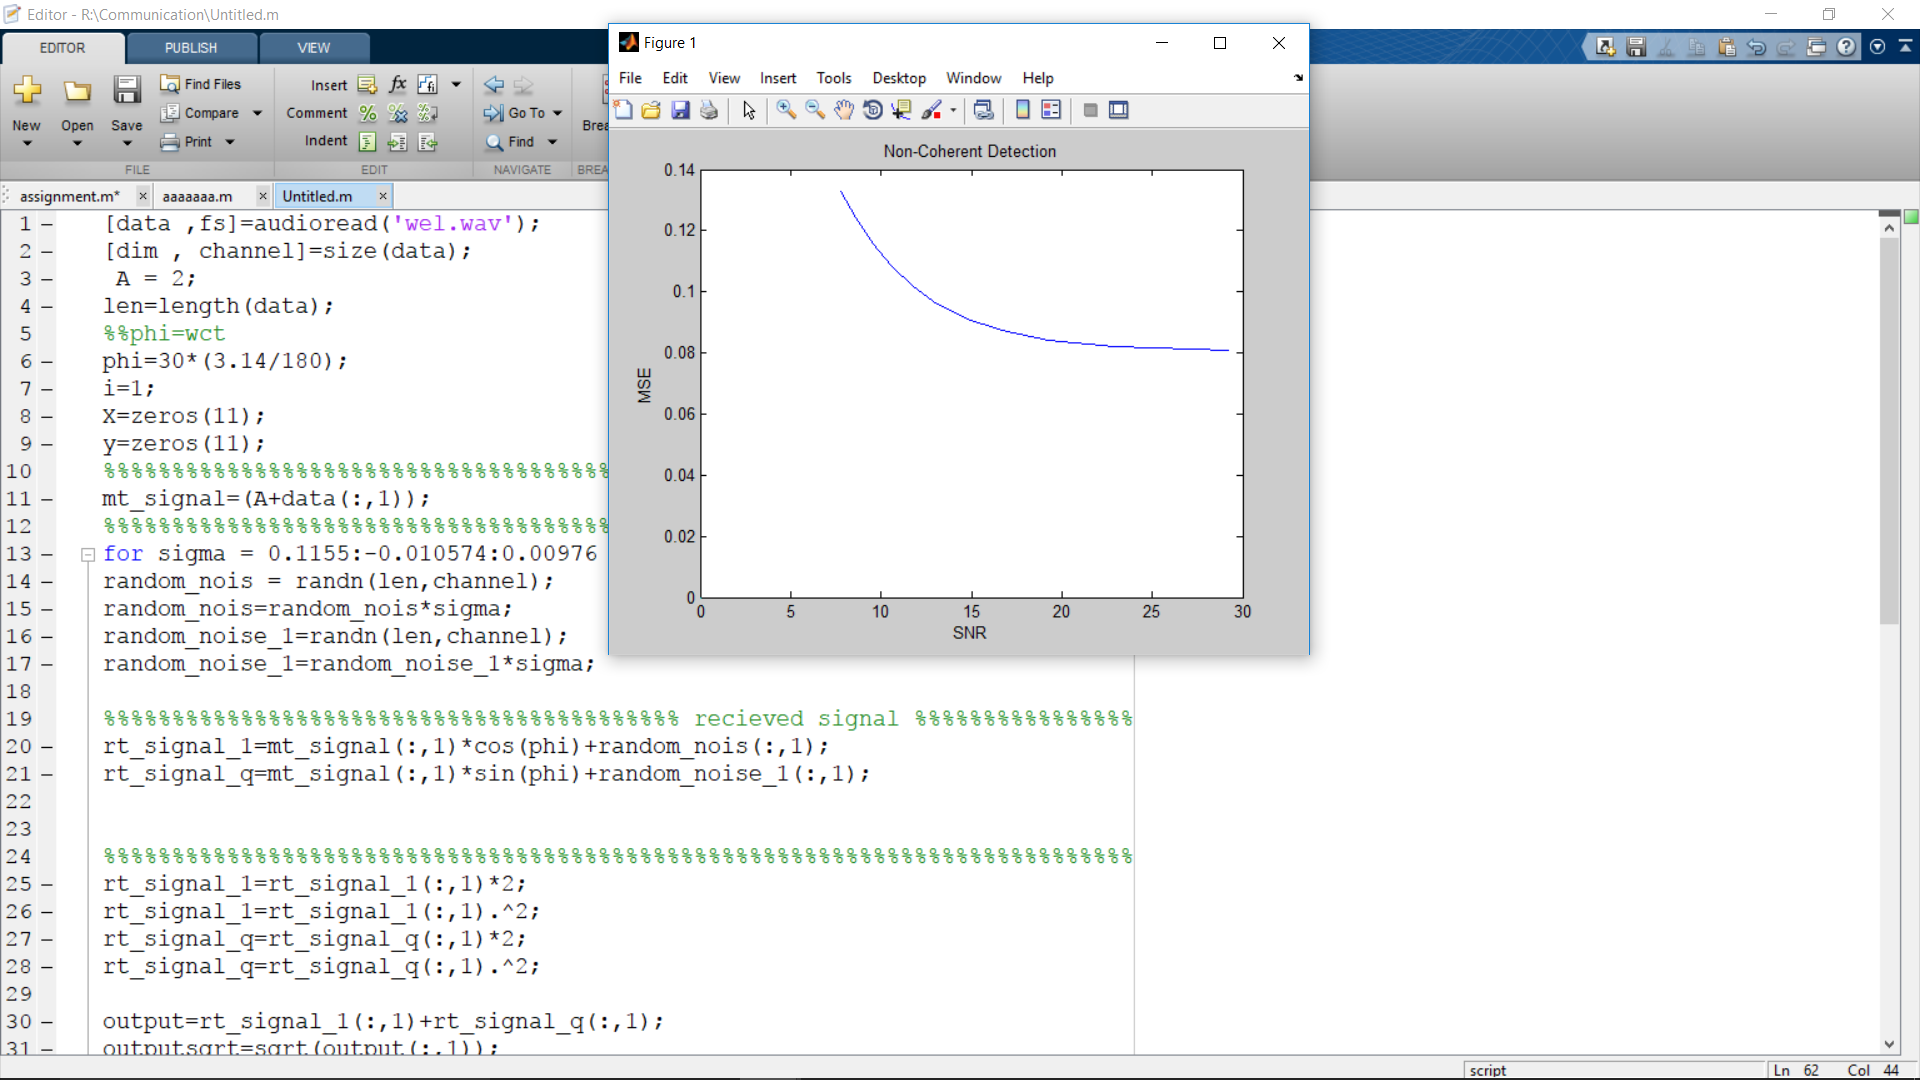 Editor - R:\Communication\Untitled.m
EDITOR PUBLISH VIEW
New Open Save
Find Files
Compare
Print
FILE
Insert
Comment
Indent
EDIT
Go To
Find
NAVIGATE
Brea
BREA
assignment.m* aaaaaaa.m Untitled.m
1 [data ,fs]=audioread('wel.wav');
2 [dim , channel]=size(data);
3 A = 2;
4 len=length(data);
5 %%phi=wct
6 phi=30*(3.14/180);
7 i=1;
8 X=zeros(11);
9 y=zeros(11);
10 %%%%%%%%%%%%%%%%%%%%%%%%%%%%%%%%%%%%%
11 mt_signal=(A+data(:,1));
12 %%%%%%%%%%%%%%%%%%%%%%%%%%%%%%%%%%%%%
13 for sigma = 0.1155:-0.010574:0.00976
14 random_nois = randn(len,channel);
15 random_nois=random_nois*sigma;
16 random_noise_1=randn(len,channel);
17 random_noise_1=random_noise_1*sigma;
18
19 %%%%%%%%%%%%%%%%%%%%%%%%%%%%%%%%%%%%%%%%%% recieved signal %%%%%%%%%%%%%%%%
20 rt_signal_1=mt_signal(:,1)*cos(phi)+random_nois(:,1);
21 rt_signal_q=mt_signal(:,1)*sin(phi)+random_noise_1(:,1);
22
23
24 %%%%%%%%%%%%%%%%%%%%%%%%%%%%%%%%%%%%%%%%%%%%%%%%%%%%%%%%%%%%%%%%%%%%%%%%%%%%%
25 rt_signal_1=rt_signal_1(:,1)*2;
26 rt_signal_1=rt_signal_1(:,1).^2;
27 rt_signal_q=rt_signal_q(:,1)*2;
28 rt_signal_q=rt_signal_q(:,1).^2;
29
30 output=rt_signal_1(:,1)+rt_signal_q(:,1);
31 outputsqrt=sqrt(output(:,1));
Figure 1
File Edit View Insert Tools Desktop Window Help
Non-Coherent Detection
0.14
0.12
0.1
0.08
0.06
0.04
0.02
0
MSE
0 5 10 15 20 25 30
SNR
script Ln 62 Col 44